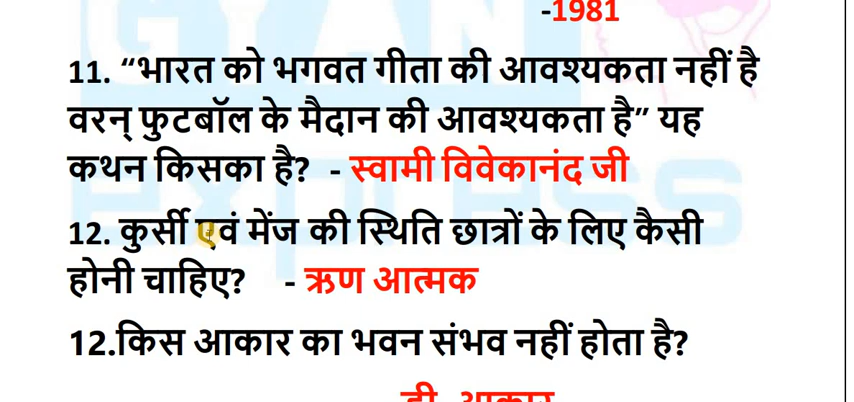 -1981
11. “भारत को भगवत गीता की आवश्यकता नहीं है
वरन् फुटबॉल के मैदान की आवश्यकता है” यह
कथन किसका है? - स्वामी विवेकानंद जी
12. कुर्सी एवं मेंज की स्थिति छात्रों के लिए कैसी
होनी चाहिए? - ऋण आत्मक
12.किस आकार का भवन संभव नहीं होता है?